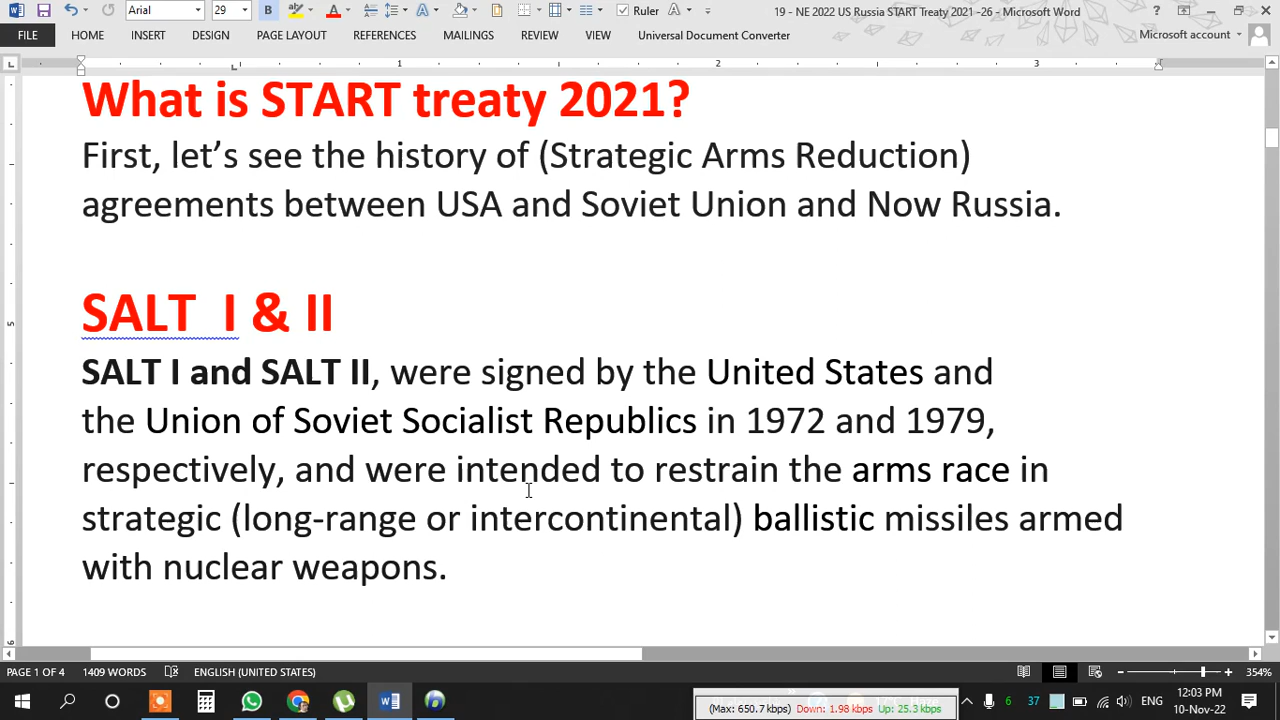 Arial 29 B A A Ruler A 19 - NE 2022 US Russia START Treaty 2021 -26 - Microsoft Word ?
FILE HOME INSERT DESIGN PAGE LAYOUT REFERENCES MAILINGS REVIEW VIEW Universal Document Converter Microsoft account
1 2 3
What is START treaty 2021?
First, let's see the history of (Strategic Arms Reduction)
agreements between USA and Soviet Union and Now Russia.
SALT I & II
SALT I and SALT II, were signed by the United States and
the Union of Soviet Socialist Republics in 1972 and 1979,
respectively, and were intended to restrain the arms race in
strategic (long-range or intercontinental) ballistic missiles armed
with nuclear weapons.
PAGE 1 OF 4 1409 WORDS ENGLISH (UNITED STATES) 354%
(Max: 650.7 kbps) Down: 1.98 kbps Up: 25.3 kbps 6 37 ENG 12:03 PM
10-Nov-22